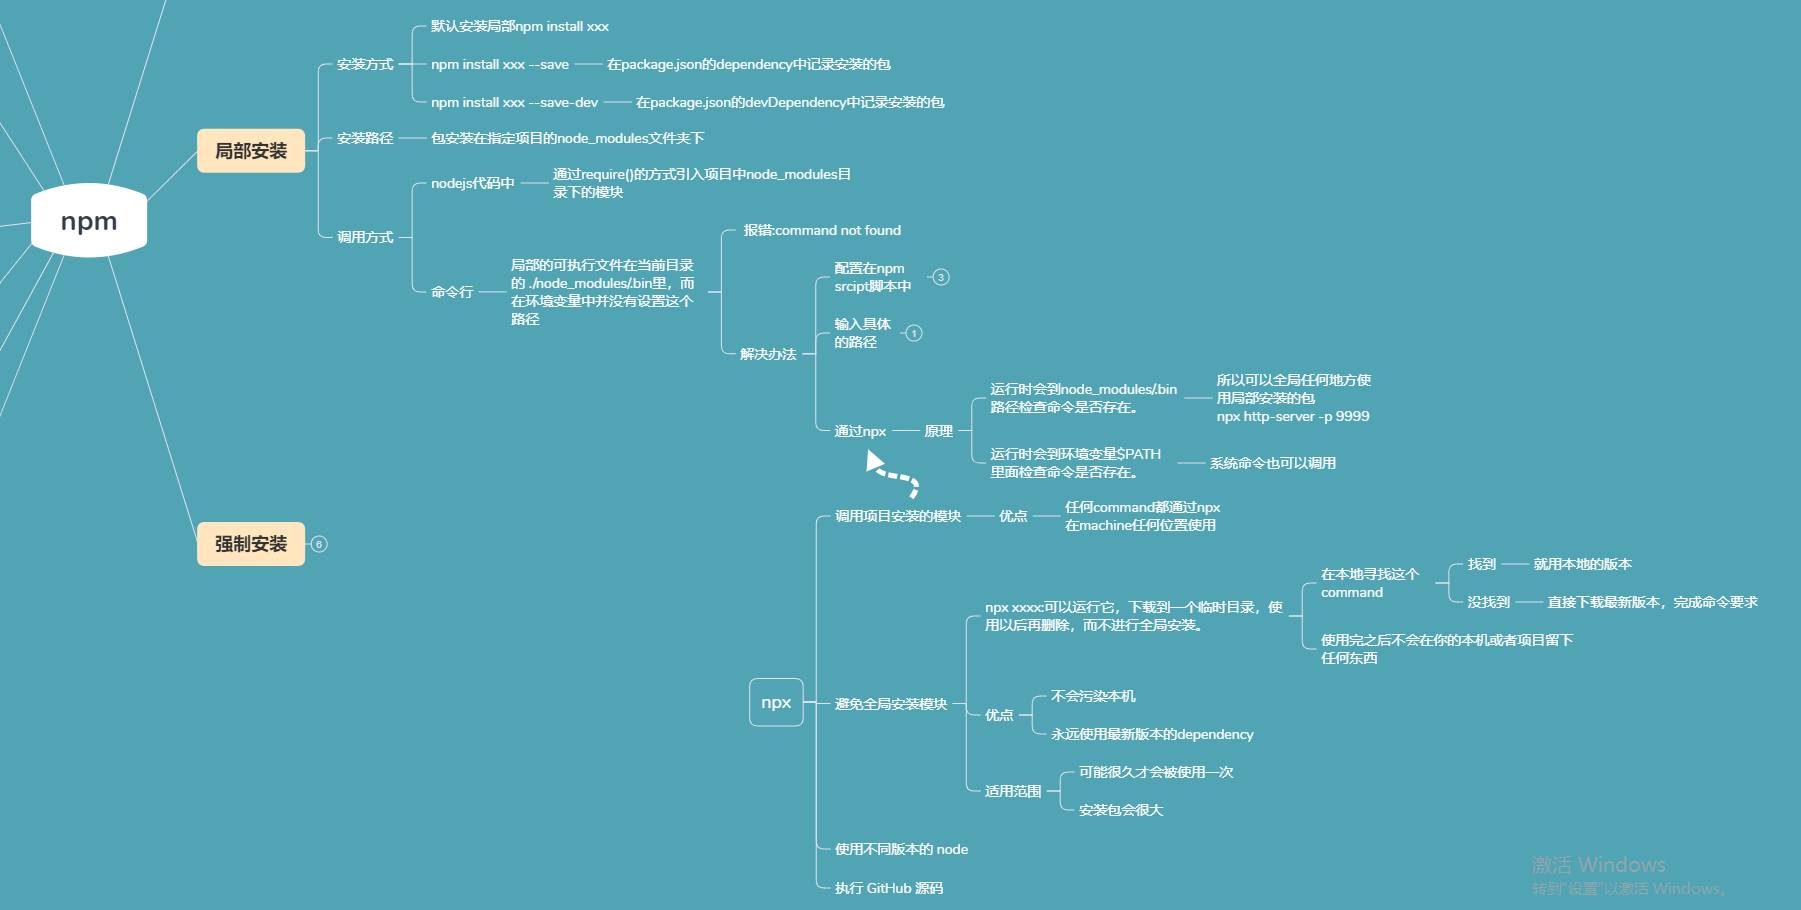 npm
局部安装
安装方式
默认安装局部npm install xxx
npm install xxx --save
在package.json的dependency中记录安装的包
npm install xxx --save-dev
在package.json的devDependency中记录安装的包
安装路径
包安装在指定项目的node_modules文件夹下
调用方式
nodejs代码中
通过require()的方式引入项目中node_modules目
录下的模块
命令行
局部的可执行文件在当前目录
的 ./node_modules/.bin里，而
在环境变量中并没有设置这个
路径
报错:command not found
解决办法
配置在npm
srcipt脚本中
3
输入具体
的路径
1
通过npx
原理
运行时会到node_modules/.bin
路径检查命令是否存在。
所以可以全局任何地方使
用局部安装的包
npx http-server -p 9999
运行时会到环境变量$PATH
里面检查命令是否存在。
系统命令也可以调用
强制安装
6
npx
调用项目安装的模块
优点
任何command都通过npx
在machine任何位置使用
避免全局安装模块
npx xxxx:可以运行它，下载到一个临时目录，使
用以后再删除，而不进行全局安装。
在本地寻找这个
command
找到
就用本地的版本
没找到
直接下载最新版本，完成命令要求
使用完之后不会在你的本机或者项目留下
任何东西
优点
不会污染本机
永远使用最新版本的dependency
适用范围
可能很久才会被使用一次
安装包会很大
使用不同版本的 node
执行 GitHub 源码
激活 Windows
转到"设置"以激活 Windows。